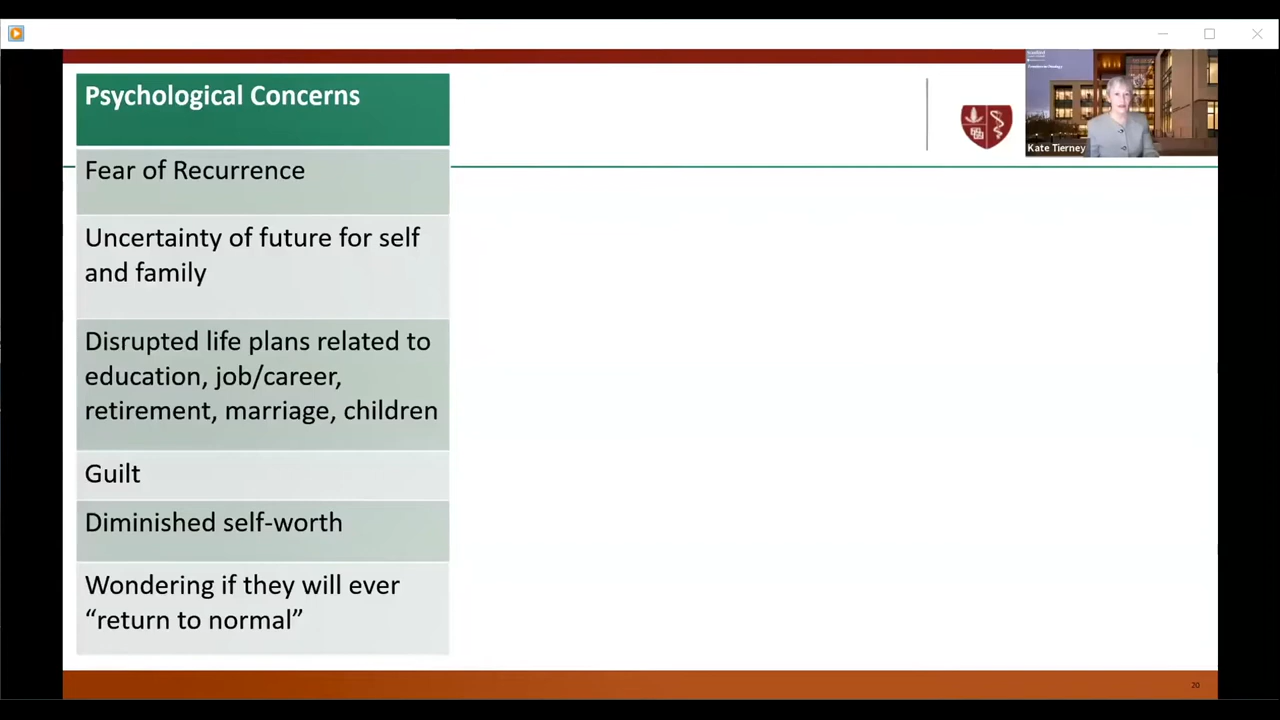 Psychological Concerns
Fear of Recurrence
Uncertainty of future for self
and family
Disrupted life plans related to
education, job/career,
retirement, marriage, children
Guilt
Diminished self-worth
Wondering if they will ever
“return to normal”
Kate Tierney
20